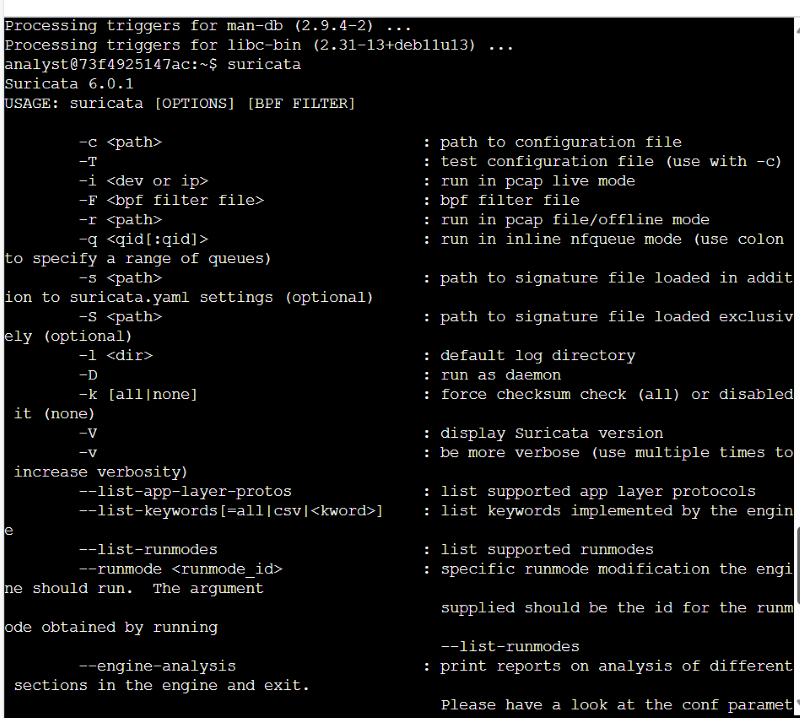 Processing triggers for man-db (2.9.4-2) ...
Processing triggers for libc-bin (2.31-13+deb11u13) ...
analyst@73f4925147ac:~$ suricata
Suricata 6.0.1
USAGE: suricata [OPTIONS] [BPF FILTER]
-c <path> : path to configuration file
-T : test configuration file (use with -c)
-i <dev or ip> : run in pcap live mode
-F <bpf filter file> : bpf filter file
-r <path> : run in pcap file/offline mode
-q <qid[:qid]> : run in inline nfqueue mode (use colon
to specify a range of queues)
-s <path> : path to signature file loaded in addit
ion to suricata.yaml settings (optional)
-S <path> : path to signature file loaded exclusiv
ely (optional)
-l <dir> : default log directory
-D : run as daemon
-k [all|none] : force checksum check (all) or disabled
it (none)
-V : display Suricata version
-v : be more verbose (use multiple times to
increase verbosity)
--list-app-layer-protos : list supported app layer protocols
--list-keywords[=all|csv|<kword>] : list keywords implemented by the engin
e
--list-runmodes : list supported runmodes
--runmode <runmode_id> : specific runmode modification the engi
ne should run.  The argument
supplied should be the id for the runm
ode obtained by running
--list-runmodes
--engine-analysis : print reports on analysis of different
sections in the engine and exit.
Please have a look at the conf paramet